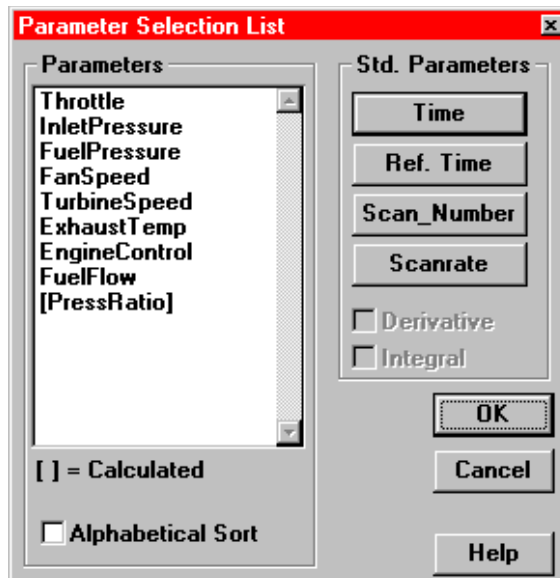 Parameter Selection List
Parameters
Throttle
InletPressure
FuelPressure
FanSpeed
TurbineSpeed
ExhaustTemp
EngineControl
FuelFlow
[PressRatio]
[ ] = Calculated
Alphabetical Sort
Std. Parameters
Time
Ref. Time
Scan_Number
Scanrate
Derivative
Integral
OK
Cancel
Help